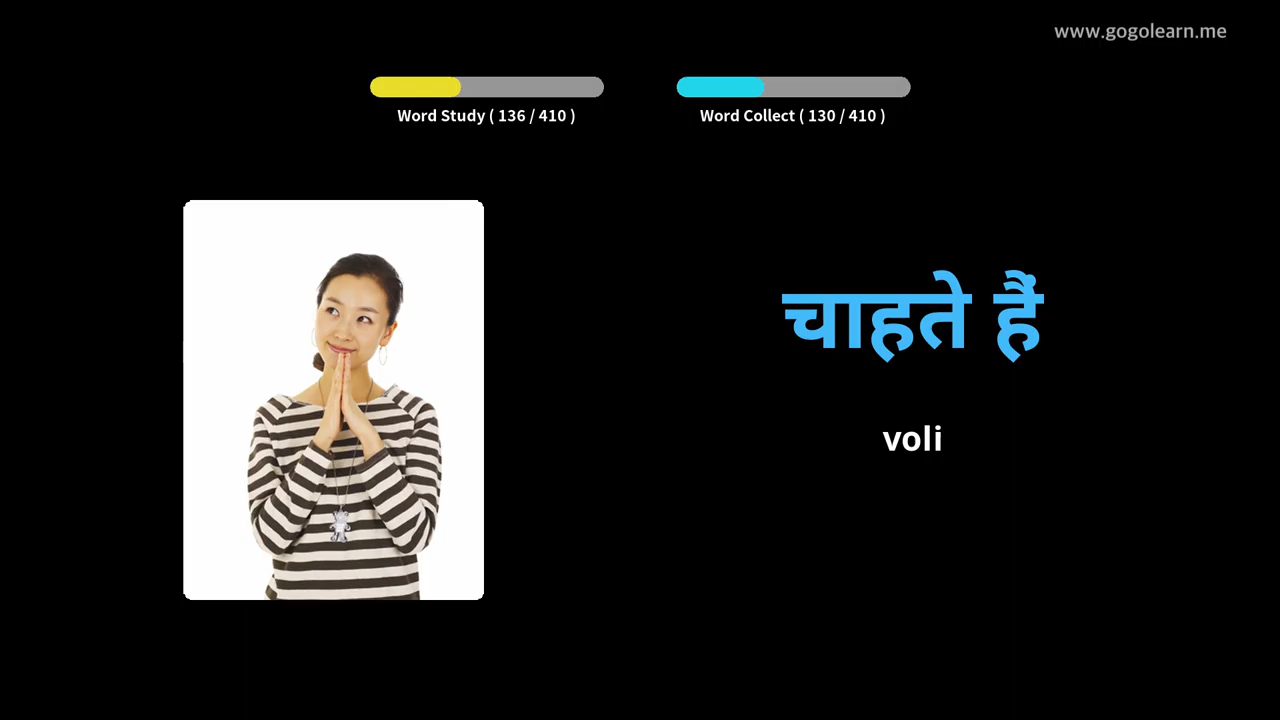 www.gogolearn.me
Word Study ( 136 / 410 )
Word Collect ( 130 / 410 )
चाहते हैं
voli